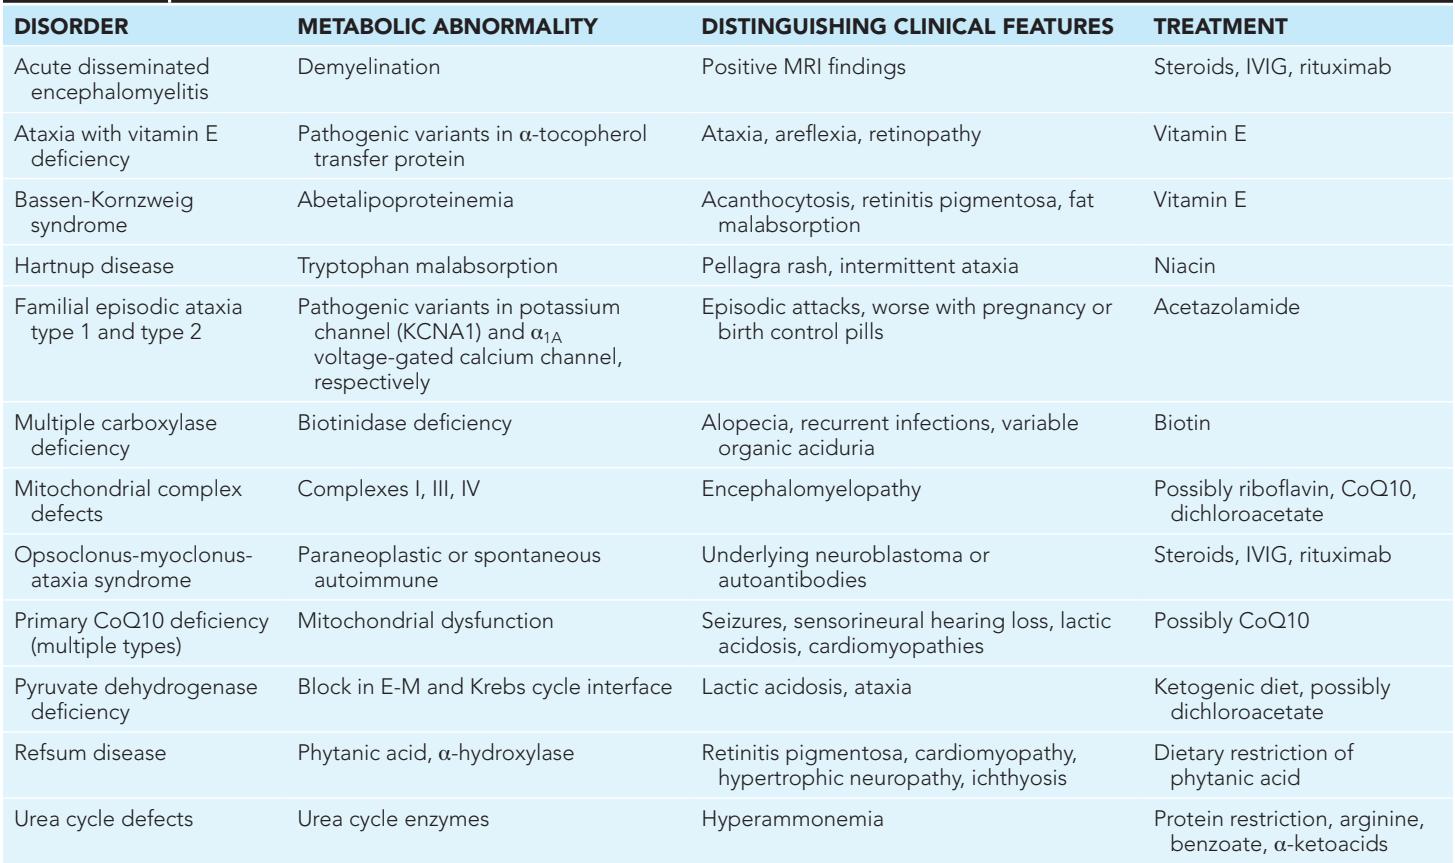 DISORDER METABOLIC ABNORMALITY DISTINGUISHING CLINICAL FEATURES TREATMENT
Acute disseminated Demyelination Positive MRI findings Steroids, IVIG, rituximab
encephalomyelitis
Ataxia with vitamin E Pathogenic variants in α-tocopherol Ataxia, areflexia, retinopathy Vitamin E
deficiency transfer protein
Bassen-Kornzweig Abetalipoproteinemia Acanthocytosis, retinitis pigmentosa, fat Vitamin E
syndrome malabsorption
Hartnup disease Tryptophan malabsorption Pellagra rash, intermittent ataxia Niacin
Familial episodic ataxia Pathogenic variants in potassium Episodic attacks, worse with pregnancy or Acetazolamide
type 1 and type 2 channel (KCNA1) and α1A birth control pills
voltage-gated calcium channel,
respectively
Multiple carboxylase Biotinidase deficiency Alopecia, recurrent infections, variable Biotin
deficiency organic aciduria
Mitochondrial complex Complexes I, III, IV Encephalomyelopathy Possibly riboflavin, CoQ10,
defects dichloroacetate
Opsoclonus-myoclonus- Paraneoplastic or spontaneous Underlying neuroblastoma or Steroids, IVIG, rituximab
ataxia syndrome autoimmune autoantibodies
Primary CoQ10 deficiency Mitochondrial dysfunction Seizures, sensorineural hearing loss, lactic Possibly CoQ10
(multiple types) acidosis, cardiomyopathies
Pyruvate dehydrogenase Block in E-M and Krebs cycle interface Lactic acidosis, ataxia Ketogenic diet, possibly
deficiency dichloroacetate
Refsum disease Phytanic acid, α-hydroxylase Retinitis pigmentosa, cardiomyopathy, Dietary restriction of
hypertrophic neuropathy, ichthyosis phytanic acid
Urea cycle defects Urea cycle enzymes Hyperammonemia Protein restriction, arginine,
benzoate, α-ketoacids